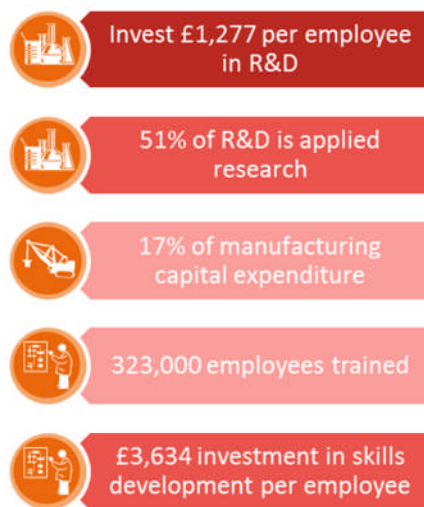 Invest £1,277 per employee
in R&D
51% of R&D is applied
research
17% of manufacturing
capital expenditure
323,000 employees trained
£3,634 investment in skills
development per employee